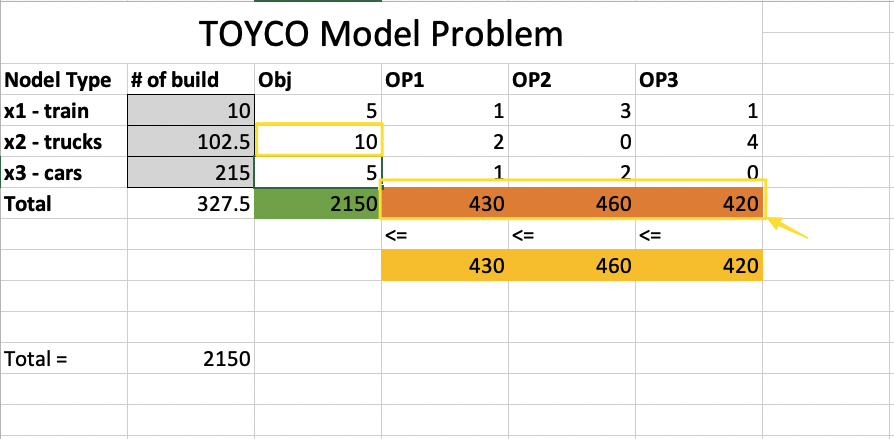 TOYCO Model Problem
Nodel Type # of build Obj OP1 OP2 OP3
x1 - train 10 5 1 3 1
x2 - trucks 102.5 10 2 0 4
x3 - cars 215 5 1 2 0
Total 327.5 2150 430 460 420
<= <= <=
430 460 420
Total = 2150